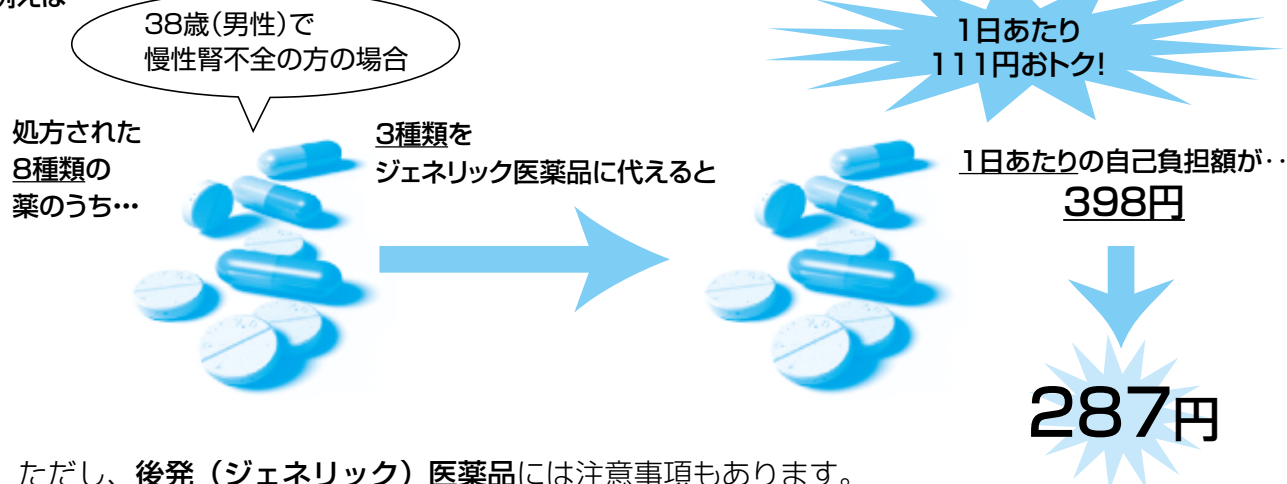 38歳（男性）で
慢性腎不全の方の場合
1日あたり
111円おトク!
処方された
8種類の
薬のうち…
3種類を
ジェネリック医薬品に代えると
1日あたりの自己負担額が‥
398円
287円
ただし、後発（ジェネリック）医薬品には注意事項もあります。